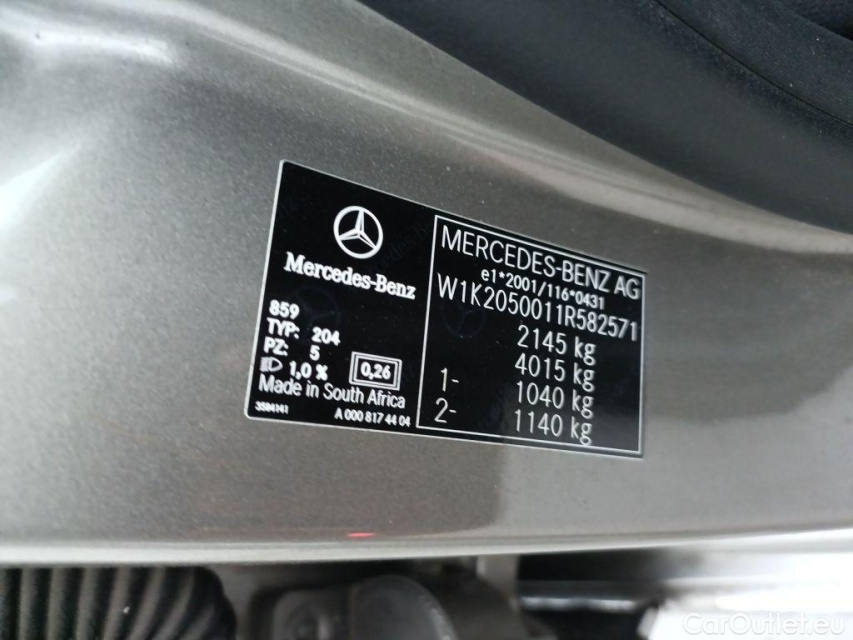 Mercedes-Benz
859
TYP: 204
PZ: 5
1,0 %
0,26
Made in South Africa
3594141
A 000 817 44 04
MERCEDES-BENZ AG
e1*2001/116*0431
W1K2050011R582571
2145 kg
4015 kg
1- 1040 kg
2- 1140 kg
CarOutlet.eu